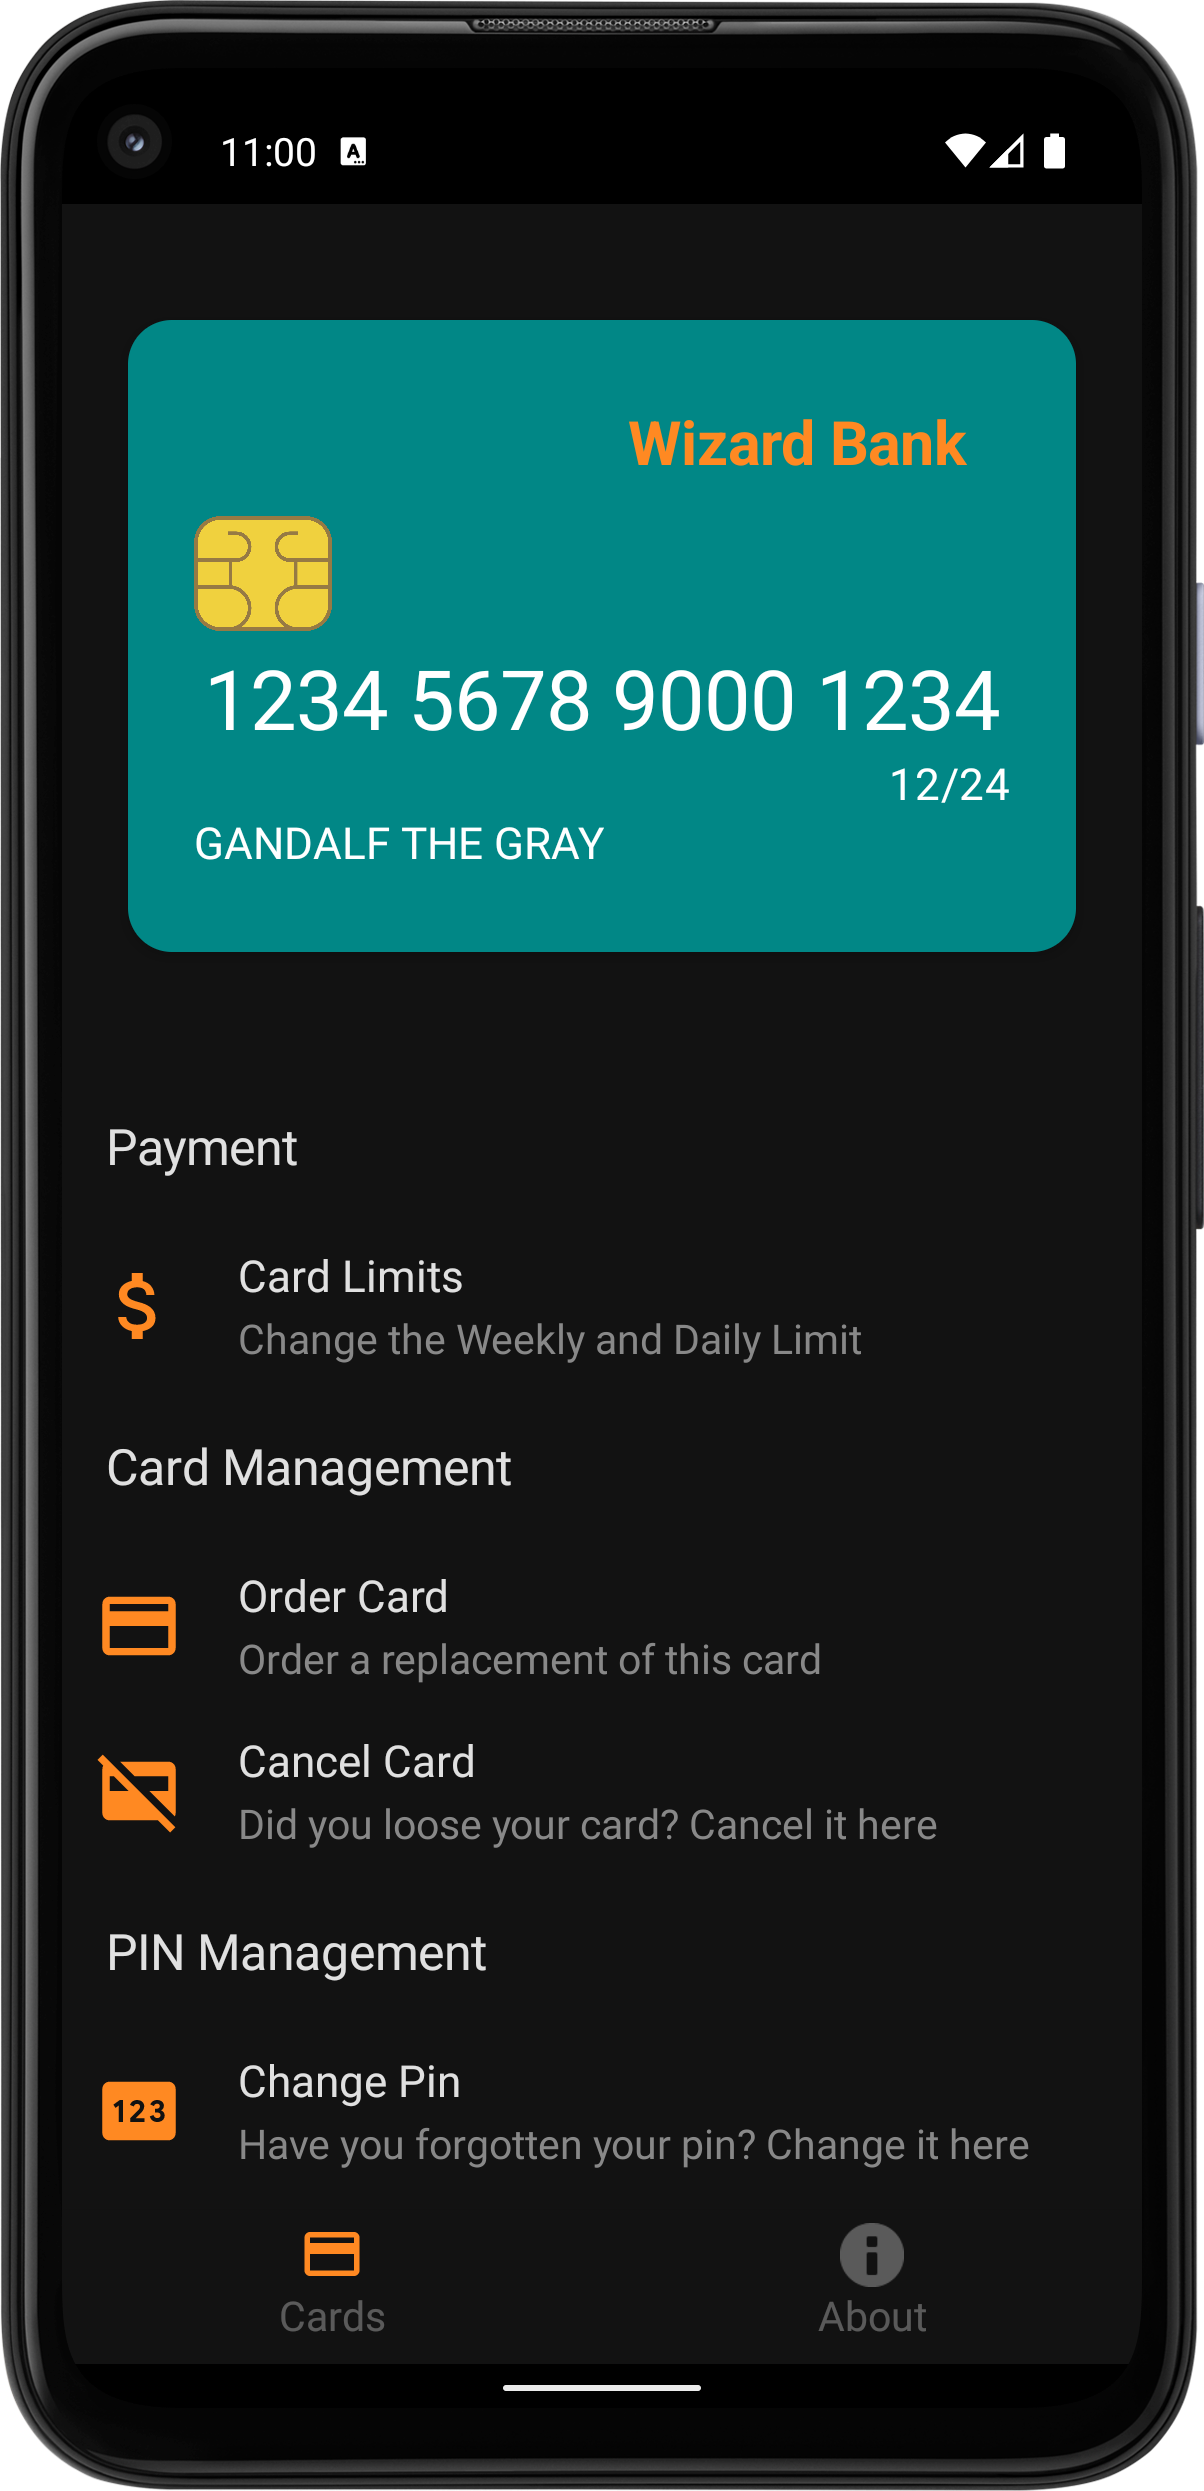 11:00 A
Wizard Bank
1234 5678 9000 1234
12/24
GANDALF THE GRAY
Payment
$
Card Limits
Change the Weekly and Daily Limit
Card Management
Order Card
Order a replacement of this card
Cancel Card
Did you loose your card? Cancel it here
PIN Management
Change Pin
123
Have you forgotten your pin? Change it here
Cards
About